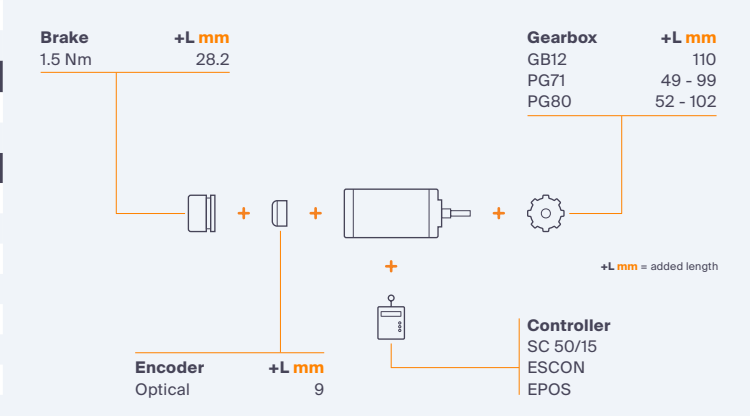 Brake +L mm
1.5 Nm 28.2
Gearbox +L mm
GB12 110
PG71 49 - 99
PG80 52 - 102
+L mm = added length
Encoder +L mm
Optical 9
Controller
SC 50/15
ESCON
EPOS